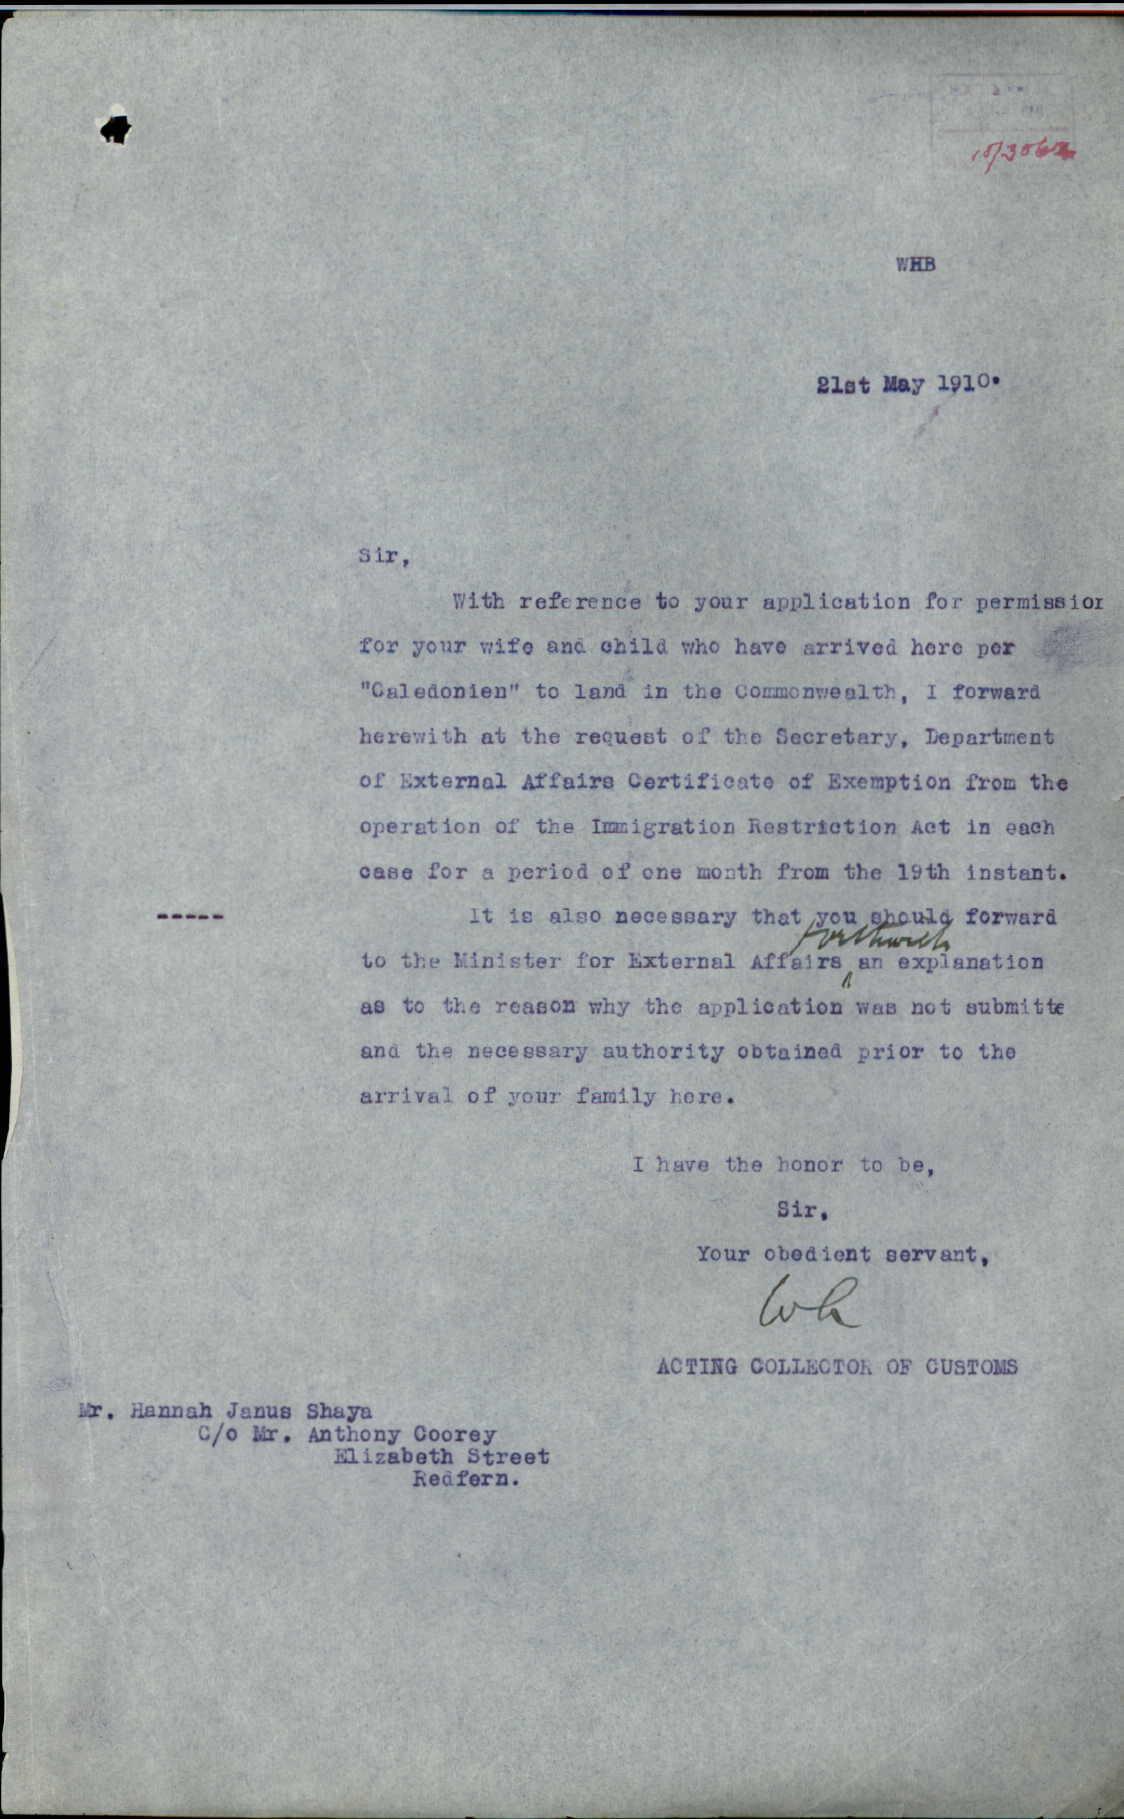 WHB
21st May 1910.
Sir,
With reference to your application for permission
for your wife and child who have arrived here per
"Caledonien" to land in the Commonwealth, I forward
herewith at the request of the Secretary, Department
of External Affairs Certificate of Exemption from the
operation of the Immigration Restriction Act in each
case for a period of one month from the 19th instant.
----- It is also necessary that you should forward
forthwith
to the Minister for External Affairs an explanation
as to the reason why the application was not submitte
and the necessary authority obtained prior to the
arrival of your family here.
I have the honor to be,
Sir,
Your obedient servant,
ACTING COLLECTOR OF CUSTOMS
Mr. Hannah Janus Shaya
C/o Mr. Anthony Coorey
Elizabeth Street
Redfern.